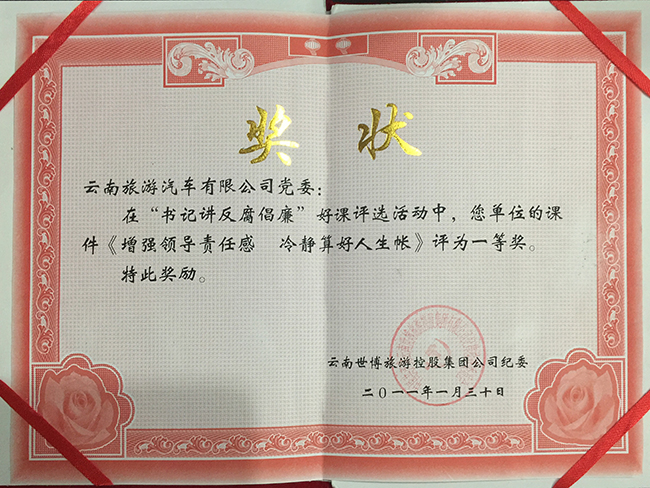 奖状
云南旅游汽车有限公司党委：
在“书记讲反腐倡廉”好课评选活动中，您单位的课
件《增强领导责任感　冷静算好人生帐》评为一等奖。
特此奖励。
云南世博旅游控股集团公司纪委
二〇一一年一月三十日